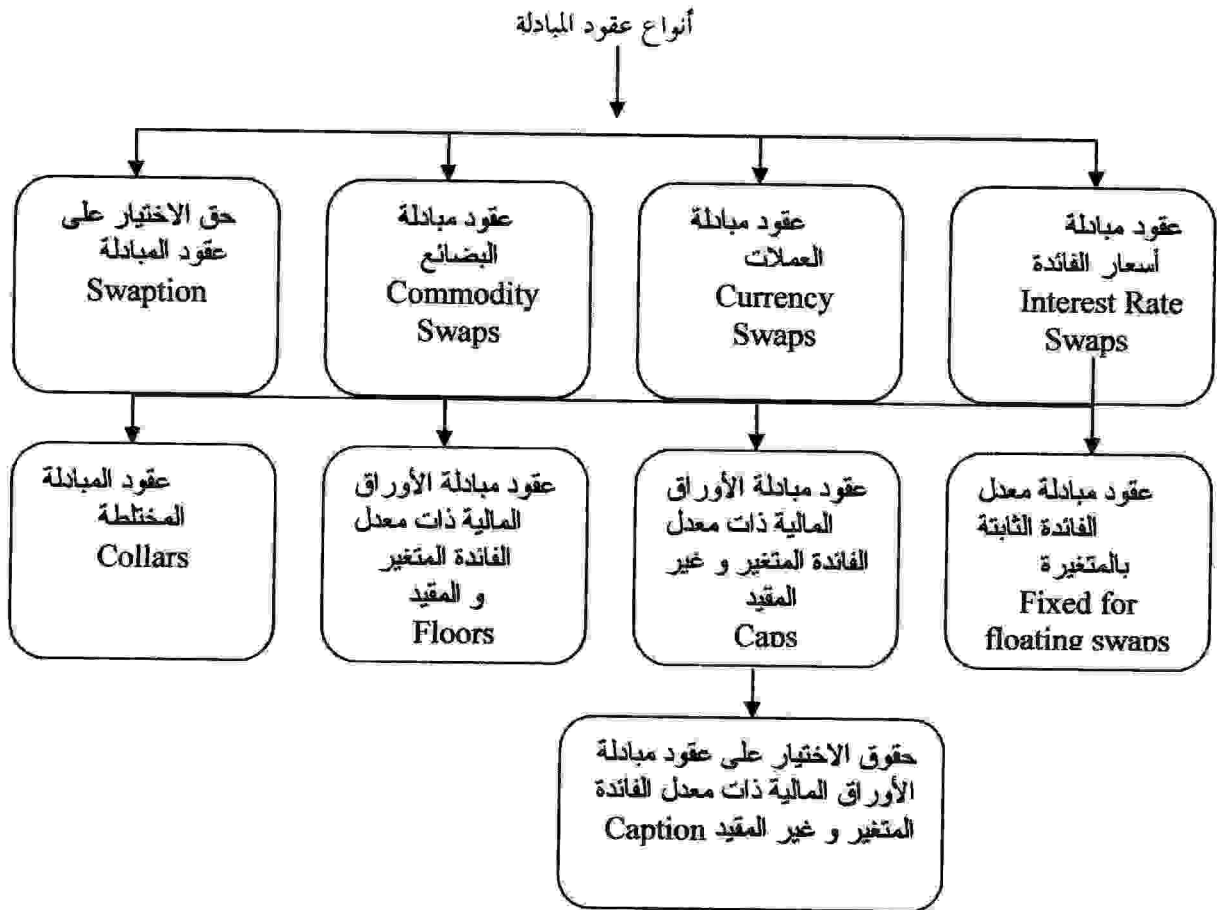 أنواع عقود المبادلة
عقود مبادلة
أسعار الفائدة
Interest Rate
Swaps
عقود مبادلة
العملات
Currency
Swaps
عقود مبادلة
البضائع
Commodity
Swaps
حق الاختيار على
عقود المبادلة
Swaption
عقود مبادلة معدل
الفائدة الثابتة
بالمتغيرة
Fixed for
floating swaps
عقود مبادلة الأوراق
المالية ذات معدل
الفائدة المتغير و غير
المقيد
Caps
عقود مبادلة الأوراق
المالية ذات معدل
الفائدة المتغير
و المقيد
Floors
عقود المبادلة
المختلطة
Collars
حقوق الاختيار على عقود مبادلة
الأوراق المالية ذات معدل الفائدة
المتغير و غير المقيد Caption